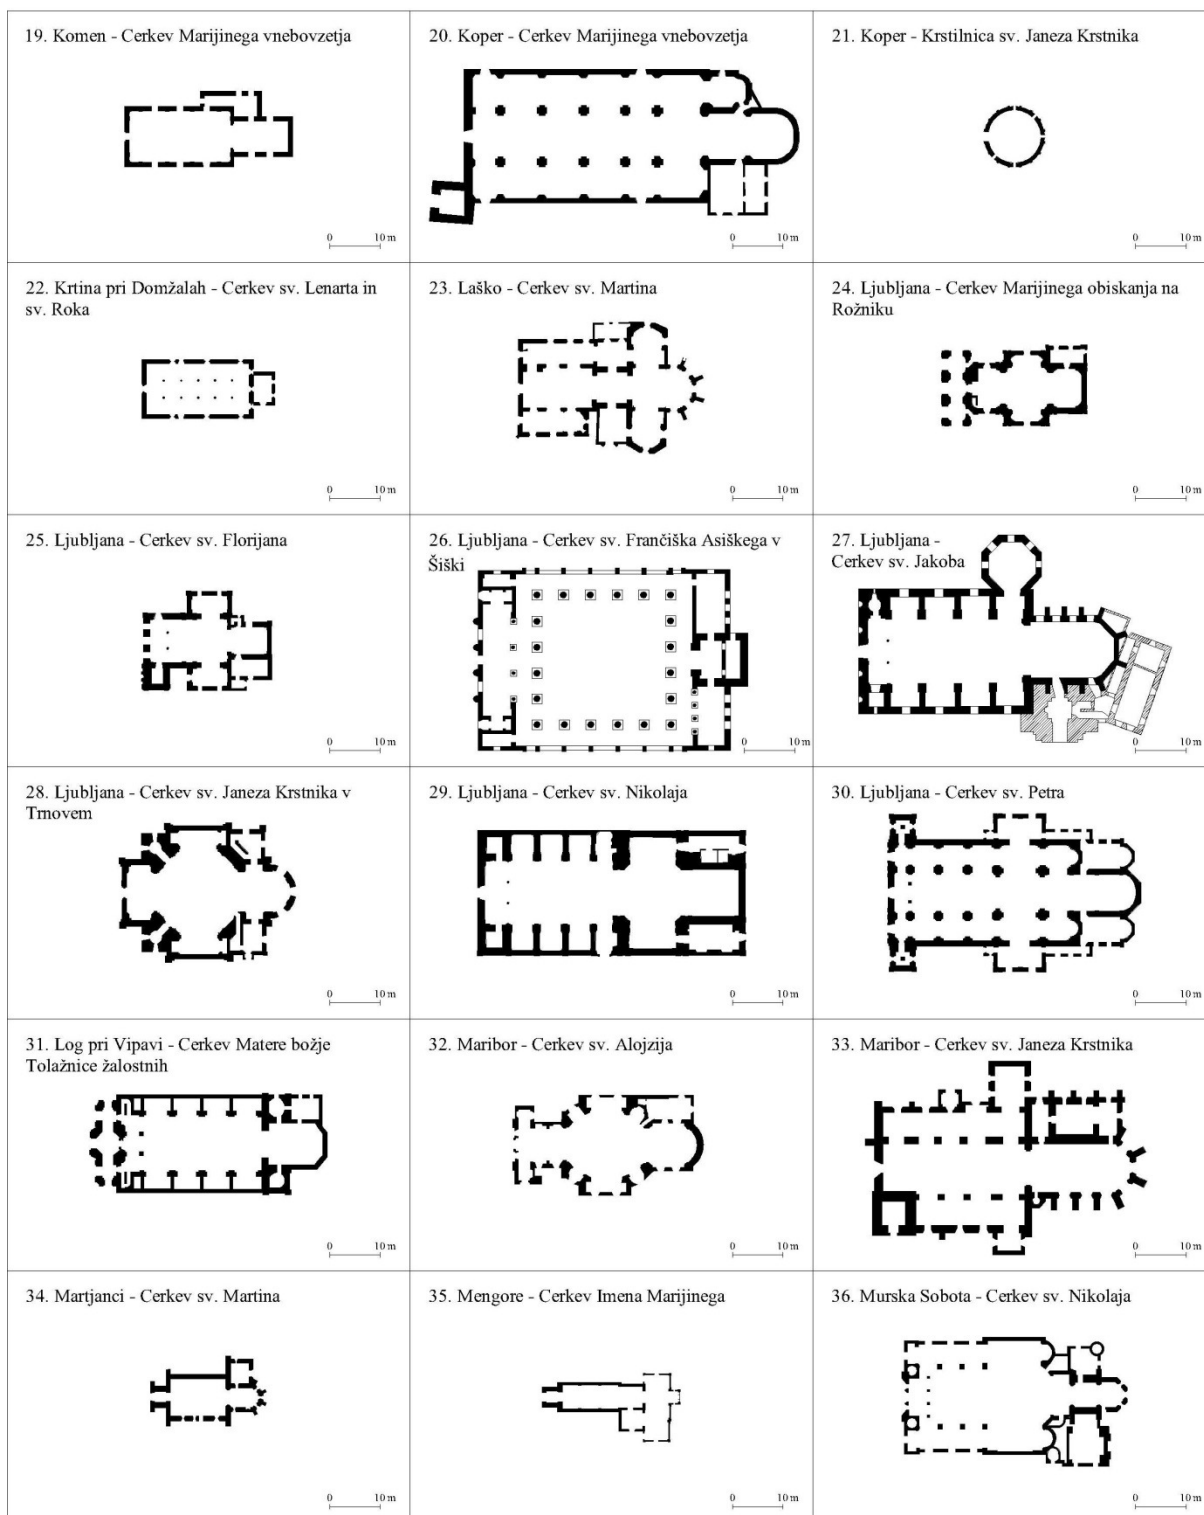 19. Komen - Cerkev Marijinega vnebovzetja
0 10 m
20. Koper - Cerkev Marijinega vnebovzetja
0 10 m
21. Koper - Krstilnica sv. Janeza Krstnika
0 10 m
22. Krtina pri Domžalah - Cerkev sv. Lenarta in
sv. Roka
0 10 m
23. Laško - Cerkev sv. Martina
0 10 m
24. Ljubljana - Cerkev Marijinega obiskanja na
Rožniku
0 10 m
25. Ljubljana - Cerkev sv. Florijana
0 10 m
26. Ljubljana - Cerkev sv. Frančiška Asiškega v
Šiški
0 10 m
27. Ljubljana -
Cerkev sv. Jakoba
0 10 m
28. Ljubljana - Cerkev sv. Janeza Krstnika v
Trnovem
0 10 m
29. Ljubljana - Cerkev sv. Nikolaja
0 10 m
30. Ljubljana - Cerkev sv. Petra
0 10 m
31. Log pri Vipavi - Cerkev Matere božje
Tolažnice žalostnih
0 10 m
32. Maribor - Cerkev sv. Alojzija
0 10 m
33. Maribor - Cerkev sv. Janeza Krstnika
0 10 m
34. Martjanci - Cerkev sv. Martina
0 10 m
35. Mengore - Cerkev Imena Marijinega
0 10 m
36. Murska Sobota - Cerkev sv. Nikolaja
0 10 m